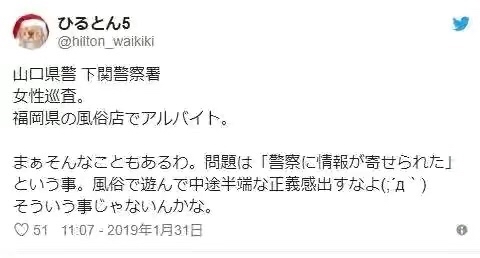 ひるとん5
@hilton_waikiki
山口県警 下関警察署
女性巡査。
福岡県の風俗店でアルバイト。
まぁそんなこともあるわ。問題は「警察に情報が寄せられた」
という事。風俗で遊んで中途半端な正義感出すなよ(;´д｀)
そういう事じゃないんかな。
51 11:07 - 2019年1月31日